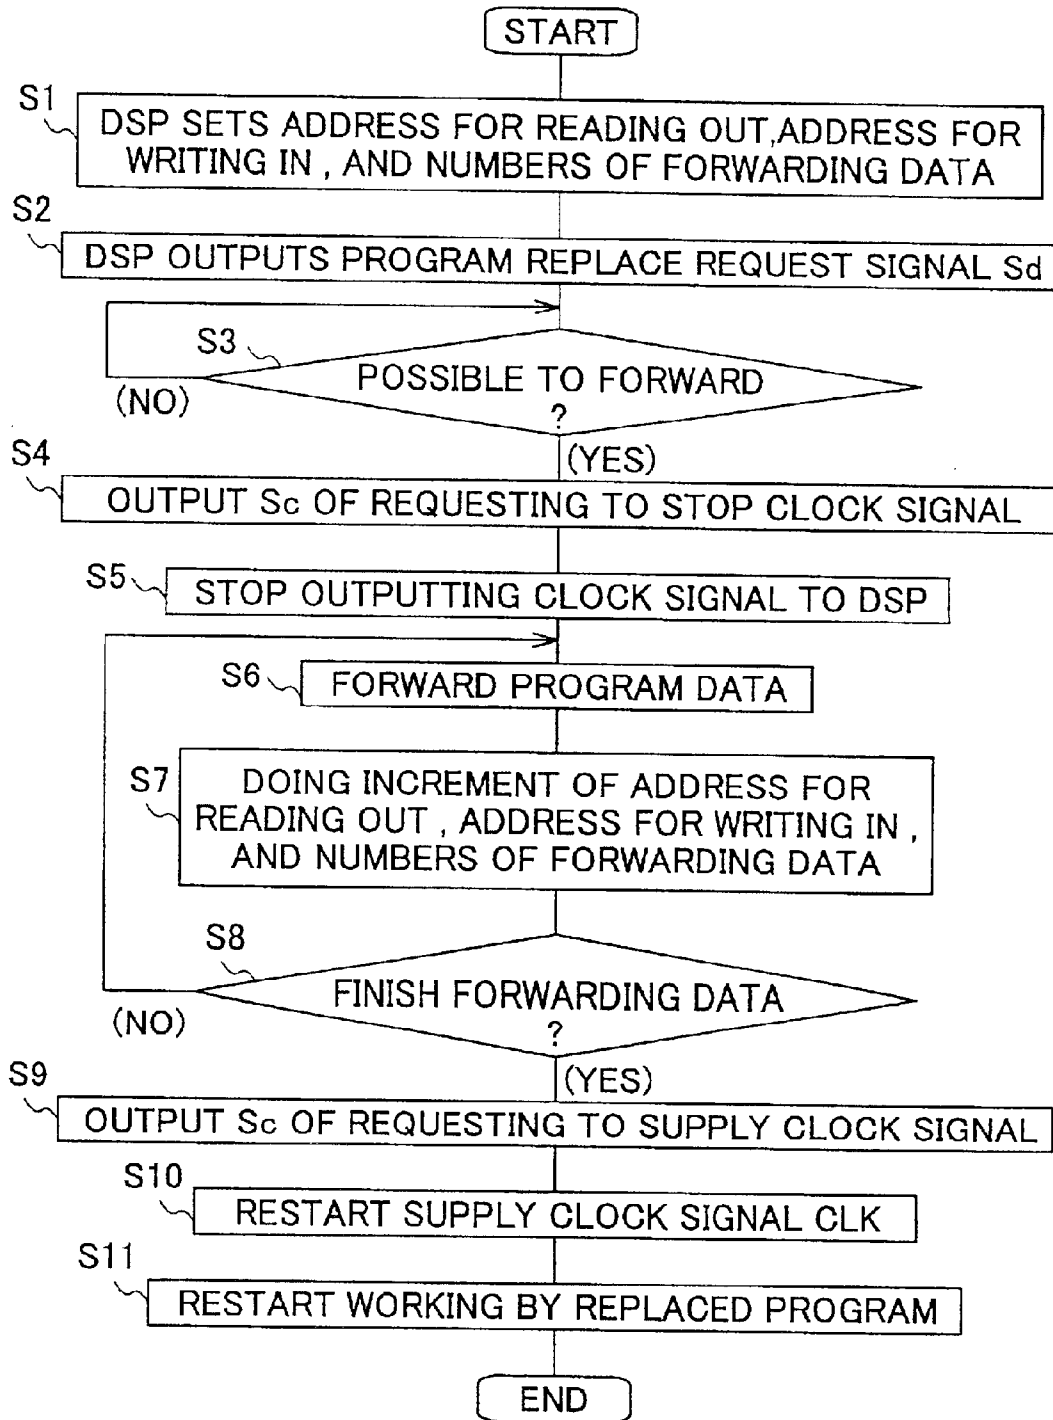 START
S1
DSP SETS ADDRESS FOR READING OUT,ADDRESS FOR
WRITING IN , AND NUMBERS OF FORWARDING DATA
S2
DSP OUTPUTS PROGRAM REPLACE REQUEST SIGNAL Sd
S3
POSSIBLE TO FORWARD
?
(NO)
(YES)
S4
OUTPUT Sc OF REQUESTING TO STOP CLOCK SIGNAL
S5
STOP OUTPUTTING CLOCK SIGNAL TO DSP
S6
FORWARD PROGRAM DATA
S7
DOING INCREMENT OF ADDRESS FOR
READING OUT , ADDRESS FOR WRITING IN ,
AND NUMBERS OF FORWARDING DATA
S8
FINISH FORWARDING DATA
?
(NO)
(YES)
S9
OUTPUT Sc OF REQUESTING TO SUPPLY CLOCK SIGNAL
S10
RESTART SUPPLY CLOCK SIGNAL CLK
S11
RESTART WORKING BY REPLACED PROGRAM
END